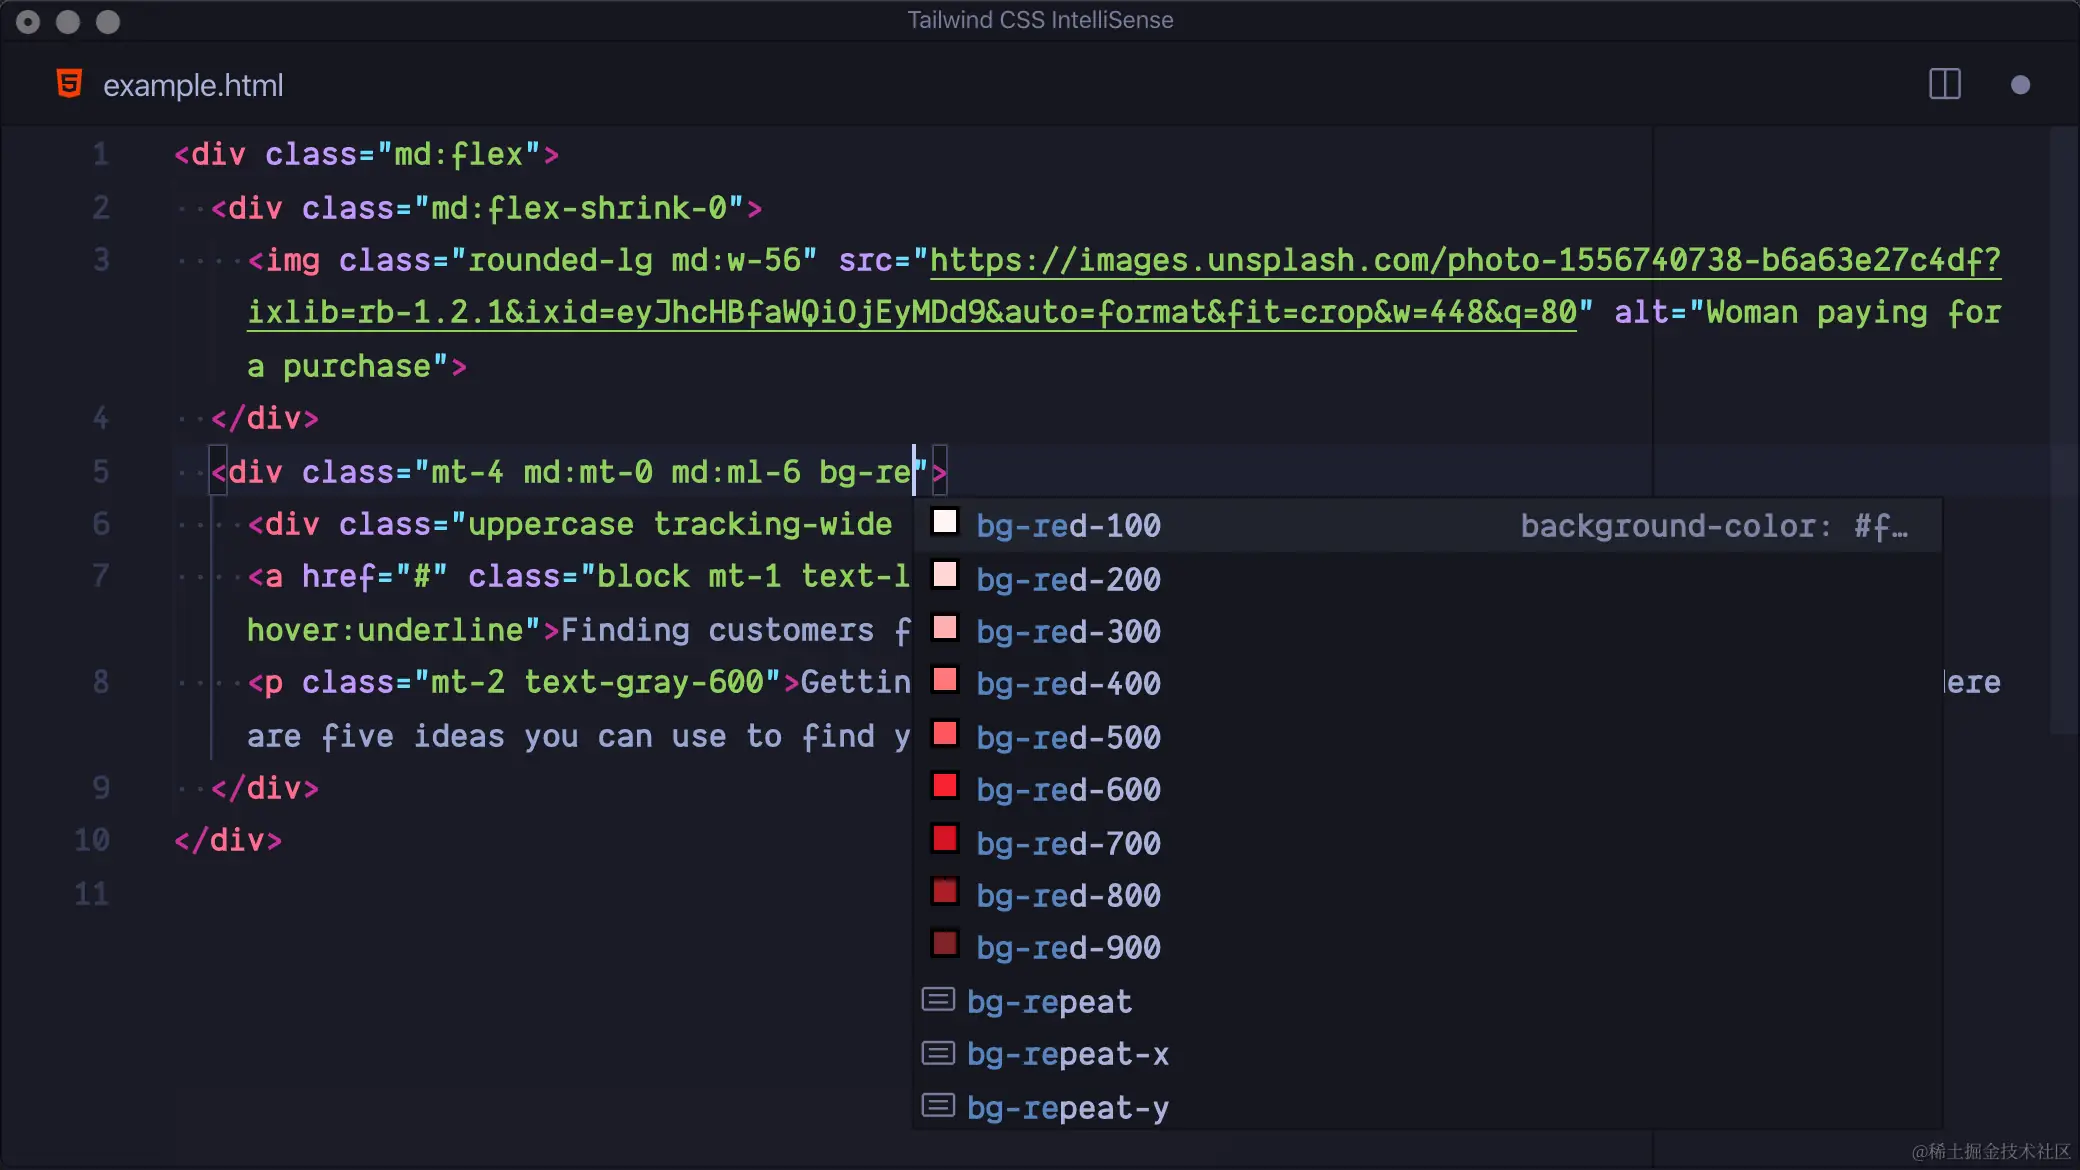 Tailwind CSS IntelliSense
example.html
1 <div class="md:flex">
2 <div class="md:flex-shrink-0">
3 <img class="rounded-lg md:w-56" src="https://images.unsplash.com/photo-1556740738-b6a63e27c4df?
ixlib=rb-1.2.1&ixid=eyJhcHBfaWQiOjEyMDd9&auto=format&fit=crop&w=448&q=80" alt="Woman paying for
a purchase">
4 </div>
5 <div class="mt-4 md:mt-0 md:ml-6 bg-re">
6 <div class="uppercase tracking-wide
7 <a href="#" class="block mt-1 text-l
hover:underline">Finding customers f
8 <p class="mt-2 text-gray-600">Gettin ere
are five ideas you can use to find y
9 </div>
10 </div>
11
bg-red-100 background-color: #f…
bg-red-200
bg-red-300
bg-red-400
bg-red-500
bg-red-600
bg-red-700
bg-red-800
bg-red-900
bg-repeat
bg-repeat-x
bg-repeat-y
@稀土掘金技术社区